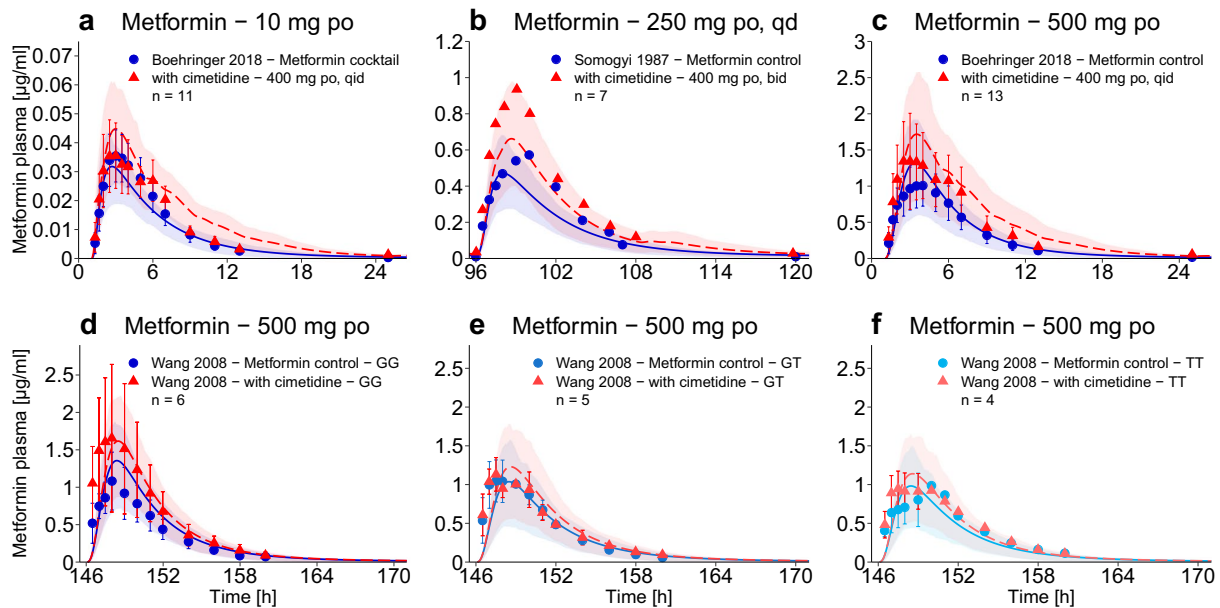 a Metformin − 10 mg po
Metformin plasma [µg/ml]
0.07
0.06
0.05
0.04
0.03
0.02
0.01
0
Boehringer 2018 − Metformin cocktail
with cimetidine − 400 mg po, qid
n = 11
0 6 12 18 25
b Metformin − 250 mg po, qd
1.2
1
0.8
0.6
0.4
0.2
0
Somogyi 1987 − Metformin control
with cimetidine − 400 mg po, bid
n = 7
96 102 108 114 120
c Metformin − 500 mg po
3
2.5
2
1.5
1
0.5
0
Boehringer 2018 − Metformin control
with cimetidine − 400 mg po, qid
n = 13
0 6 12 18 25
d Metformin − 500 mg po
Metformin plasma [µg/ml]
2.5
2
1.5
1
0.5
0
Wang 2008 − Metformin control − GG
Wang 2008 − with cimetidine − GG
n = 6
146 152 164 170
Time [h]
e Metformin − 500 mg po
2.5
2
1.5
1
0.5
0
Wang 2008 − Metformin control − GT
Wang 2008 − with cimetidine − GT
n = 5
146 152 164 170
Time [h]
f Metformin − 500 mg po
2.5
2
1.5
1
0.5
0
Wang 2008 − Metformin control − TT
Wang 2008 − with cimetidine − TT
n = 4
146 152 164 170
Time [h]